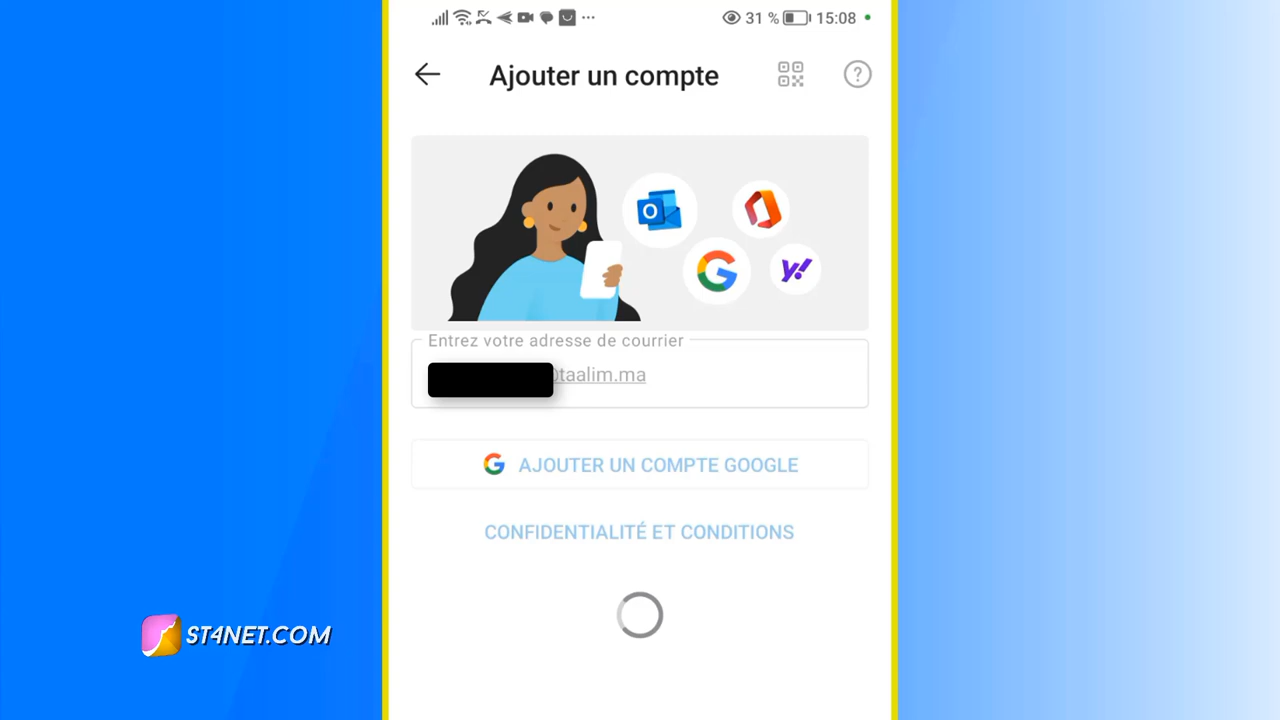 31 % 15:08
Ajouter un compte
Entrez votre adresse de courrier
@taalim.ma
AJOUTER UN COMPTE GOOGLE
CONFIDENTIALITÉ ET CONDITIONS
ST4NET.COM